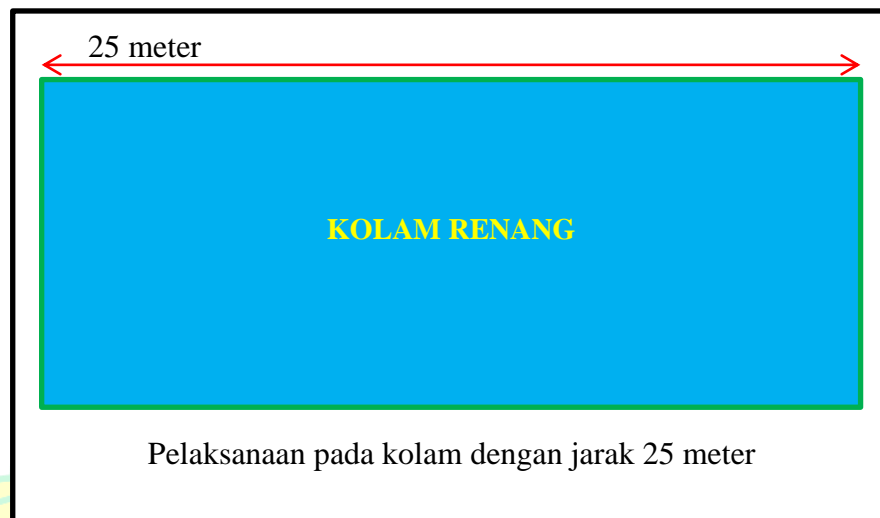 25 meter
KOLAM RENANG
Pelaksanaan pada kolam dengan jarak 25 meter